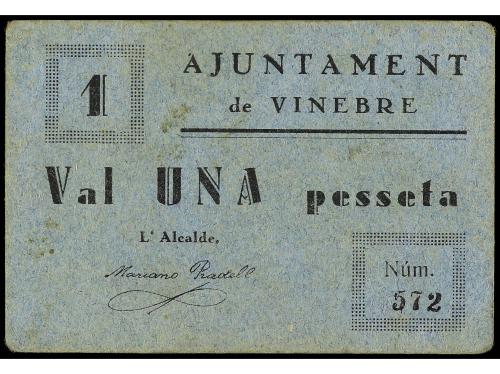 1
AJUNTAMENT
de VINEBRE
Val UNA pesseta
L' Alcalde,
Mariano Pradell
Núm.
572